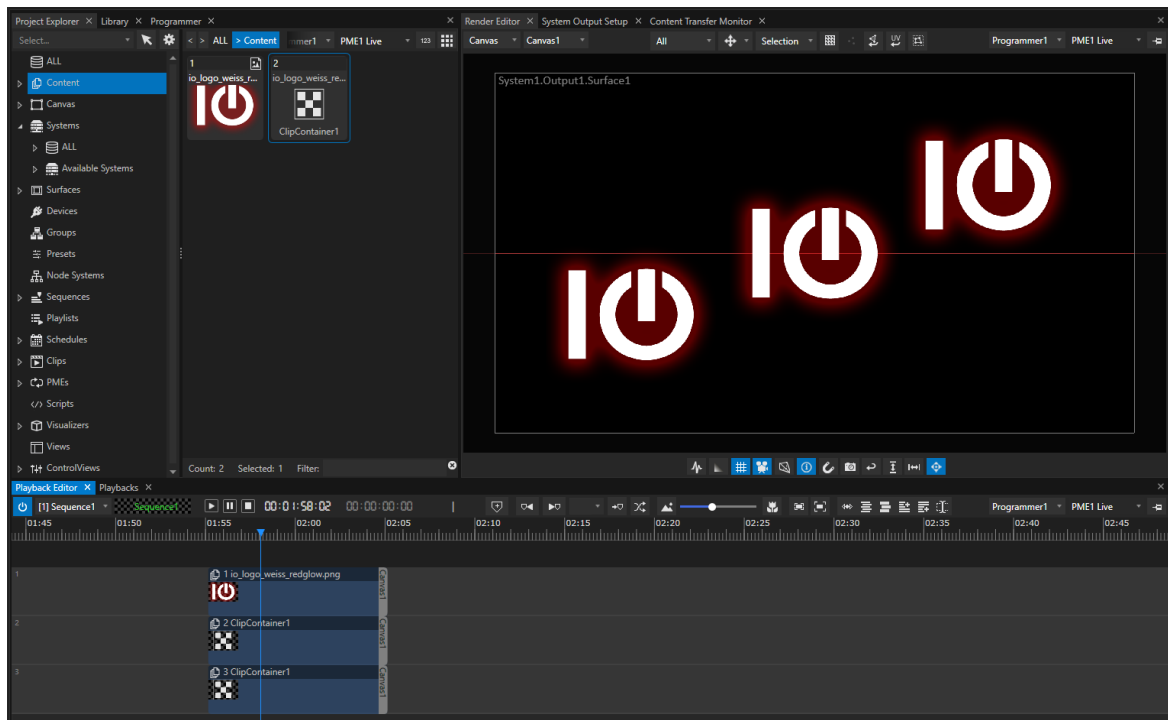 Project Explorer × Library × Programmer ×
Select...
ALL
Content
Canvas
Systems
ALL
Available Systems
Surfaces
Devices
Groups
Presets
Node Systems
Sequences
Playlists
Schedules
Clips
PMEs
Scripts
Visualizers
Views
ControlViews
< > ALL > Content mmer1 PME1 Live 123
1
io_logo_weiss_r...
2
io_logo_weiss_re...
ClipContainer1
Count: 2 Selected: 1 Filter:
Render Editor × System Output Setup × Content Transfer Monitor ×
Canvas Canvas1 All Selection UV Programmer1 PME1 Live
System1.Output1.Surface1
Playback Editor × Playbacks ×
[1] Sequence1 Sequence1 00:01:58:02 00:00:00:00 Programmer1 PME1 Live
01:45 01:50 01:55 02:00 02:05 02:10 02:15 02:20 02:25 02:30 02:35 02:40 02:45
1
1 io_logo_weiss_redglow.png
Canvas1
2
2 ClipContainer1
Canvas1
3
3 ClipContainer1
Canvas1